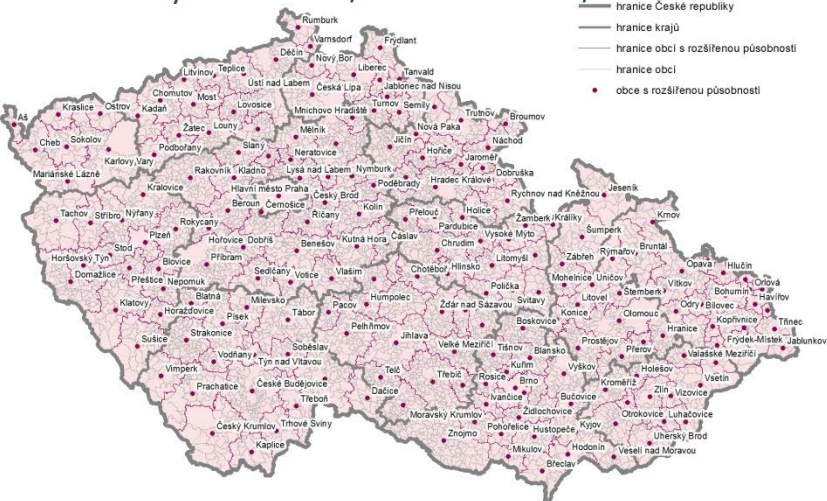 hranice České republiky
hranice krajů
hranice obcí s rozšířenou působností
hranice obcí
obce s rozšířenou působností
Rumburk
Varnsdorf
Děčín
Nový Bor
Frýdlant
Litvínov
Teplice
Ústí nad Labem
Liberec
Tanvald
Chomutov
Most
Česká Lípa
Jablonec nad Nisou
Kraslice
Ostrov
Kadaň
Lovosice
Mnichovo Hradiště
Turnov
Semily
Aš
Trutnov
Broumov
Žatec
Louny
Mělník
Nová Paka
Cheb
Sokolov
Podbořany
Slaný
Jičín
Náchod
Karlovy Vary
Neratovice
Hořice
Jaroměř
Mariánské Lázně
Rakovník
Kladno
Lysá nad Labem
Nymburk
Dobruška
Kralovice
Hlavní město Praha
Poděbrady
Hradec Králové
Rychnov nad Kněžnou
Jeseník
Beroun
Černošice
Český Brod
Kolín
Přelouč
Holice
Tachov
Stříbro
Nýřany
Rokycany
Říčany
Pardubice
Žamberk
Králíky
Krnov
Plzeň
Hořovice
Dobříš
Benešov
Kutná Hora
Čáslav
Chrudim
Vysoké Mýto
Šumperk
Stod
Horšovský Týn
Příbram
Litomyšl
Zábřeh
Rýmařov
Bruntál
Opava
Hlučín
Domažlice
Blovice
Přeštice
Nepomuk
Sedlčany
Votice
Vlašim
Chotěboř
Hlinsko
Mohelnice
Uničov
Vítkov
Bohumín
Orlová
Polička
Svitavy
Litovel
Šternberk
Odry
Bílovec
Havířov
Klatovy
Horažďovice
Blatná
Milevsko
Pacov
Humpolec
Žďár nad Sázavou
Konice
Olomouc
Kopřivnice
Třinec
Písek
Tábor
Boskovice
Hranice
Frýdek-Místek
Jablunkov
Sušice
Strakonice
Pelhřimov
Jihlava
Prostějov
Přerov
Valašské Meziříčí
Vodňany
Soběslav
Týn nad Vltavou
Velké Meziříčí
Tišnov
Blansko
Kuřim
Vyškov
Holešov
Vsetín
Vimperk
Prachatice
České Budějovice
Telč
Třebíč
Rosice
Brno
Kroměříž
Zlín
Vizovice
Třeboň
Dačice
Ivančice
Bučovice
Otrokovice
Luhačovice
Český Krumlov
Trhové Sviny
Moravský Krumlov
Židlochovice
Kaplice
Znojmo
Pohořelice
Hustopeče
Kyjov
Uherský Brod
Mikulov
Hodonín
Veselí nad Moravou
Břeclav